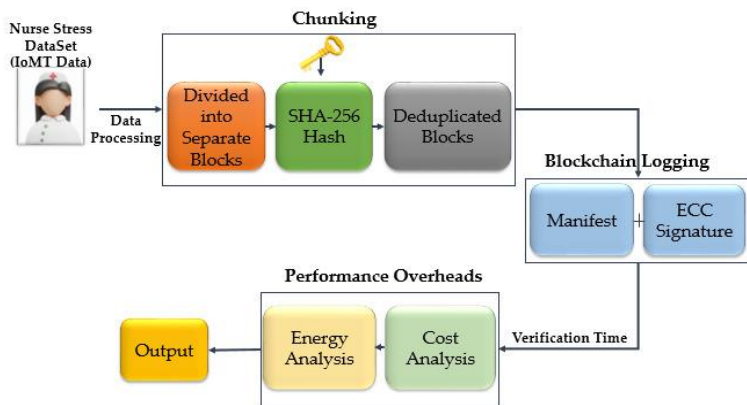 Nurse Stress
DataSet
(IoMT Data)
Data
Processing
Chunking
Divided
into
Separate
Blocks
SHA-256
Hash
Deduplicated
Blocks
Blockchain Logging
Manifest
+
ECC
Signature
Verification Time
Performance Overheads
Cost
Analysis
Energy
Analysis
Output